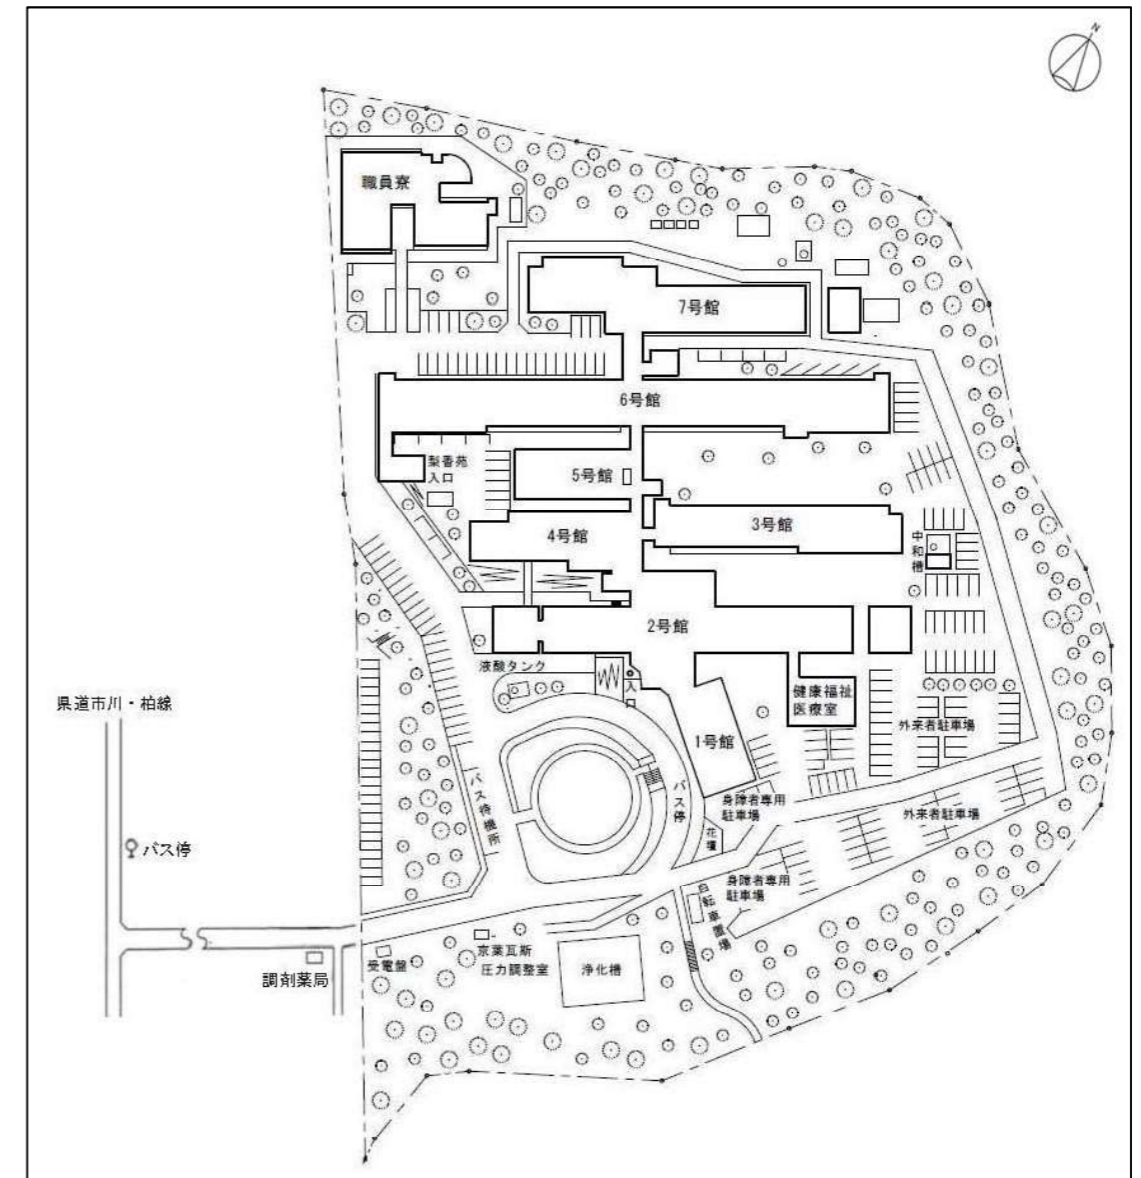 N
職員寮
7号館
6号館
梨香苑
入口
5号館
4号館
3号館
中和槽
2号館
液酸タンク
入
健康福祉
医療室
県道市川・柏線
1号館
外来者駐車場
バス待機所
バス停
身障者専用
駐車場
外来者駐車場
花壇
バス停
身障者専用
駐車場
自転車置場
京葉瓦斯
圧力調整室
浄化槽
受電盤
調剤薬局